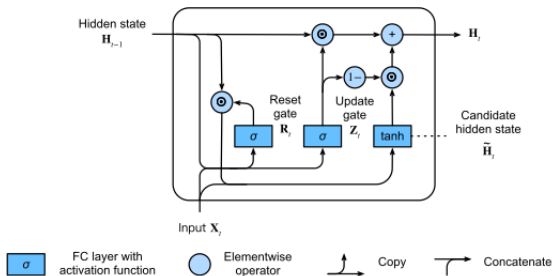 Hidden state
H_{t−1}
H_t
+
1−
Reset
gate
R_t
Update
gate
Z_t
Candidate
hidden state
H̃_t
σ
σ
tanh
Input X_t
σ
FC layer with
activation function
Elementwise
operator
Copy
Concatenate